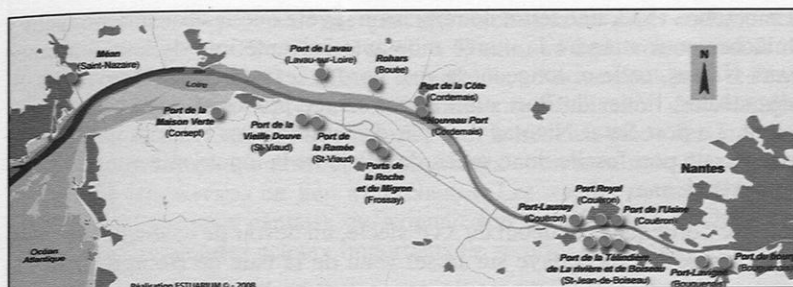 Méan
(Saint-Nazaire)
Port de Lavau
(Lavau-sur-Loire)
Rohars
(Bouée)
Port de la Côte
(Cordemais)
Nouveau Port
(Cordemais)
N
Loire
Port de la
Maison Verte
(Corsept)
Port de la
Vieille Douve
(St-Viaud)
Port de
la Ramée
(St-Viaud)
Ports de
la Roche
et du Migron
(Frossay)
Nantes
Port Royal
(Couëron)
Port-Launay
(Couëron)
Port de l'Usine
(Couëron)
Port de la Télindière
de La rivière et de Boiseau
(St-Jean-de-Boiseau)
Port-Lavigne
(Bouguenais)
Port du bourg
(Bouguenais)
Océan
Atlantique
Réalisation ESTUARIUM © - 2008